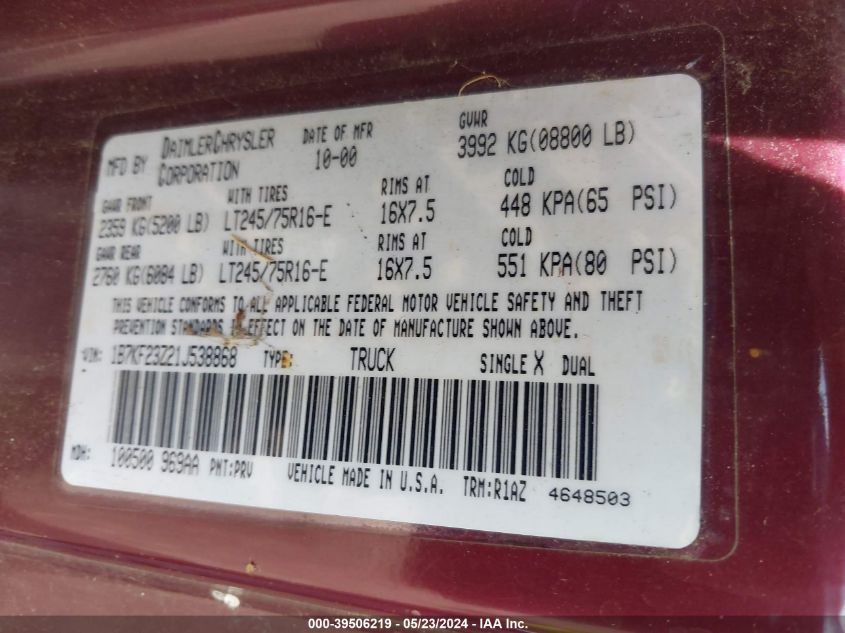 MFD BY DAIMLERCHRYSLER CORPORATION DATE OF MFR 10-00 GVWR 3992 KG(08800 LB)
GAWR FRONT WITH TIRES RIMS AT COLD
2359 KG(5200 LB) LT245/75R16-E 16X7.5 448 KPA(65 PSI)
GAWR REAR WITH TIRES RIMS AT COLD
2760 KG(6084 LB) LT245/75R16-E 16X7.5 551 KPA(80 PSI)
THIS VEHICLE CONFORMS TO ALL APPLICABLE FEDERAL MOTOR VEHICLE SAFETY AND THEFT
PREVENTION STANDARDS IN EFFECT ON THE DATE OF MANUFACTURE SHOWN ABOVE.
VIN: 1B7KF23Z21J538868 TYPE: TRUCK SINGLE X DUAL
MDH: 100500 969AA PNT:PRV VEHICLE MADE IN U.S.A. TRM:R1AZ 4648503
000-39506219 - 05/23/2024 - IAA Inc.